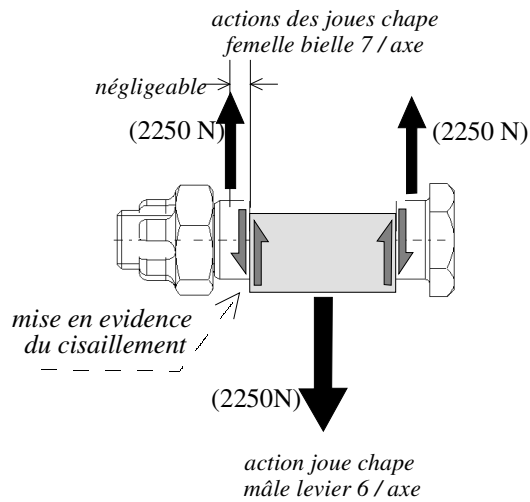 actions des joues chape
femelle bielle 7 / axe
négligeable
(2250 N)
(2250 N)
mise en evidence
du cisaillement
(2250N)
action joue chape
mâle levier 6 / axe